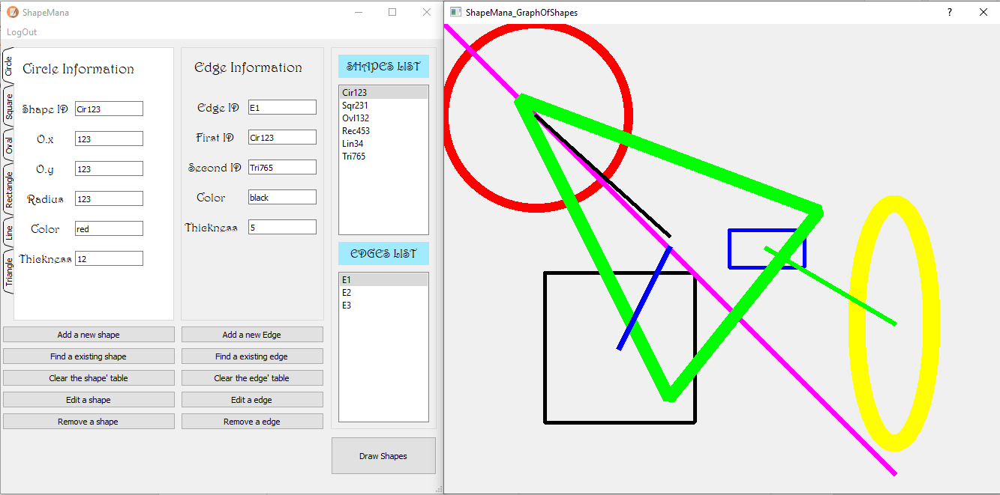 ShapeMana
LogOut
Circle
Square
Oval
Rectangle
Line
Triangle
Circle Information
Shape ID Cir123
O.x 123
O.y 123
Radius 123
Color red
Thickness 12
Add a new shape
Find a existing shape
Clear the shape' table
Edit a shape
Remove a shape
Edge Information
Edge ID E1
First ID Cir123
Second ID Tri765
Color black
Thickness 5
Add a new Edge
Find a existing edge
Clear the edge' table
Edit a edge
Remove a edge
SHAPES LIST
Cir123
Sqr231
Ovl132
Rec453
Lin34
Tri765
EDGES LIST
E1
E2
E3
Draw Shapes
ShapeMana_GraphOfShapes
?